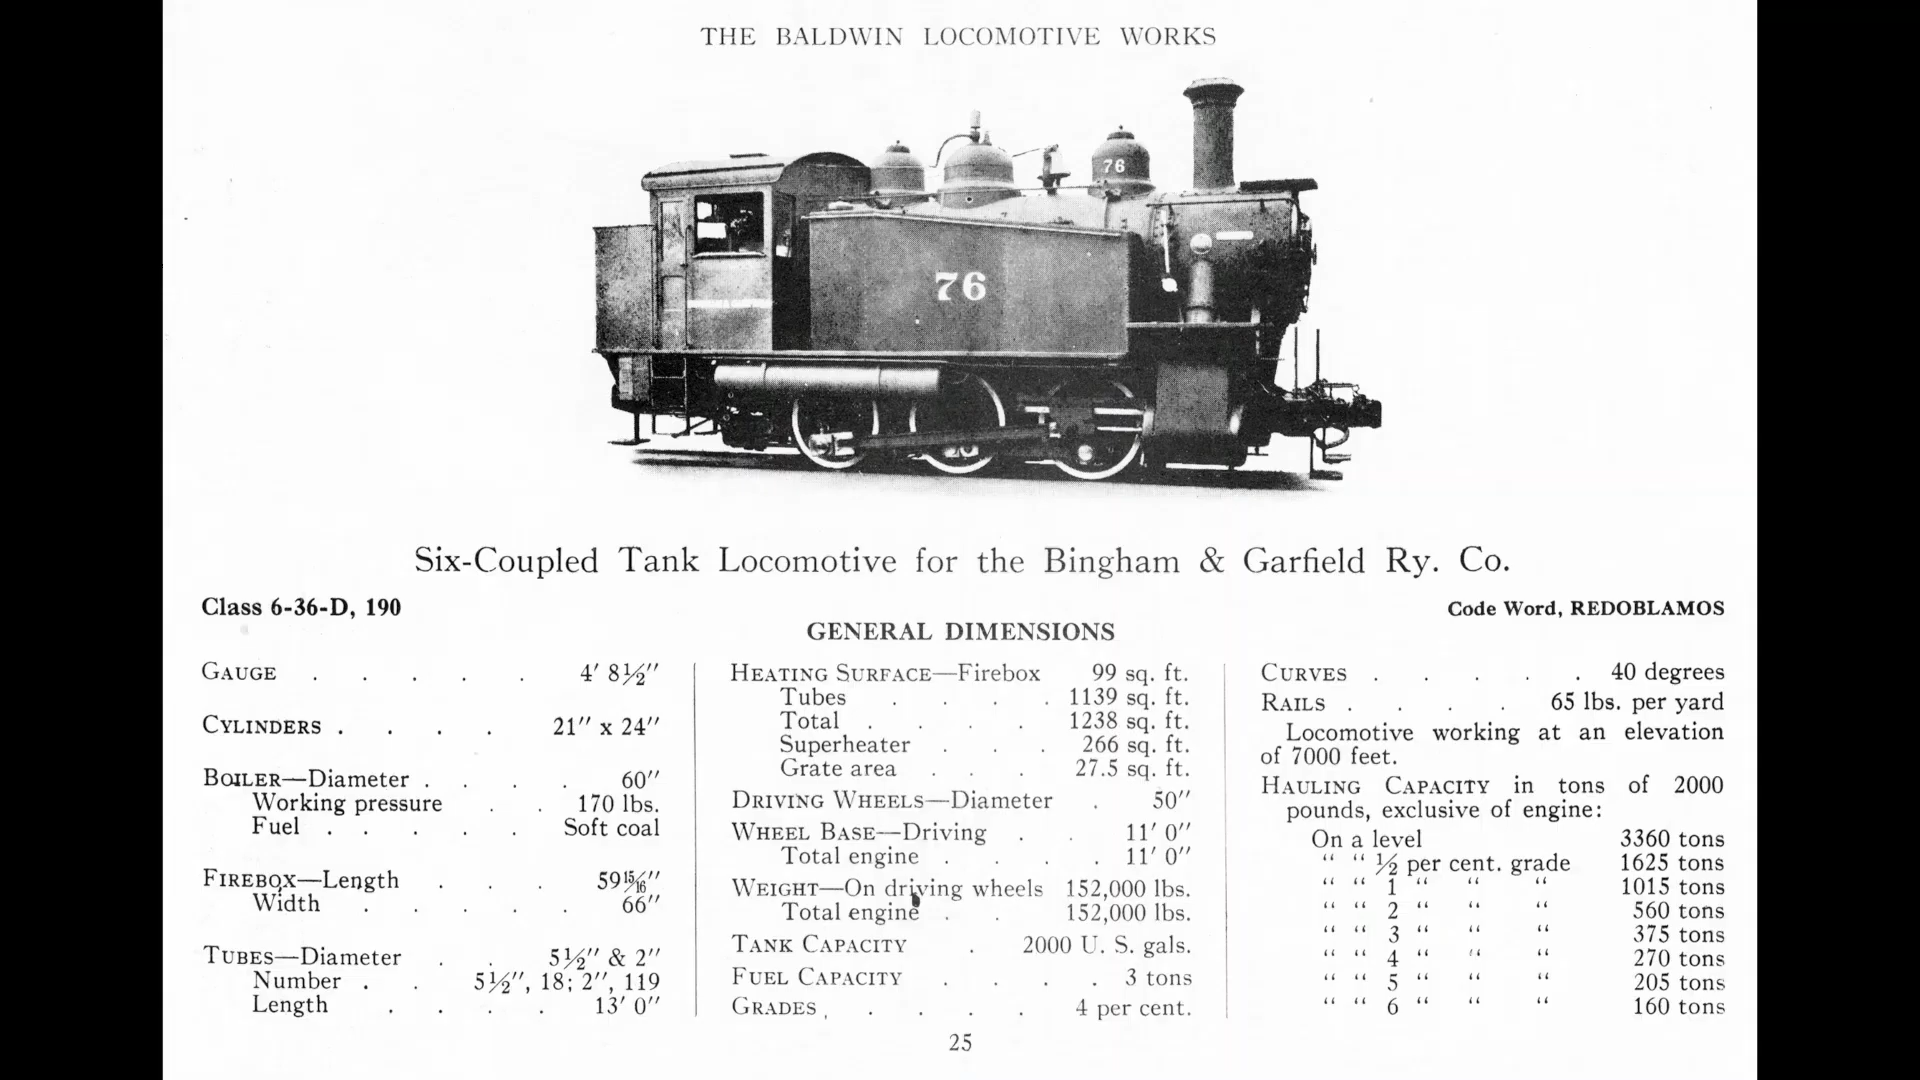 THE BALDWIN LOCOMOTIVE WORKS
76
76
Six-Coupled Tank Locomotive for the Bingham & Garfield Ry. Co.
Class 6-36-D, 190
Code Word, REDOBLAMOS
GENERAL DIMENSIONS
GAUGE . . . . . 4′ 8½″
CYLINDERS . . . . 21″ x 24″
BOILER—Diameter . . . 60″
Working pressure . . 170 lbs.
Fuel . . . . . Soft coal
FIREBOX—Length . . . 59 15/16″
Width . . . . . 66″
TUBES—Diameter . . 5½″ & 2″
Number . . 5½″, 18; 2″, 119
Length . . . . 13′ 0″
HEATING SURFACE—Firebox 99 sq. ft.
Tubes . . . . 1139 sq. ft.
Total . . . . 1238 sq. ft.
Superheater . . . 266 sq. ft.
Grate area . . . 27.5 sq. ft.
DRIVING WHEELS—Diameter . 50″
WHEEL BASE—Driving . . 11′ 0″
Total engine . . . . 11′ 0″
WEIGHT—On driving wheels 152,000 lbs.
Total engine . . 152,000 lbs.
TANK CAPACITY . 2000 U. S. gals.
FUEL CAPACITY . . . . 3 tons
GRADES . . . . . 4 per cent.
CURVES . . . . . 40 degrees
RAILS . . . . 65 lbs. per yard
Locomotive working at an elevation
of 7000 feet.
HAULING CAPACITY in tons of 2000
pounds, exclusive of engine:
On a level 3360 tons
“ “ ½ per cent. grade 1625 tons
“ “ 1 “ “ “ 1015 tons
“ “ 2 “ “ “ 560 tons
“ “ 3 “ “ “ 375 tons
“ “ 4 “ “ “ 270 tons
“ “ 5 “ “ “ 205 tons
“ “ 6 “ “ “ 160 tons
25